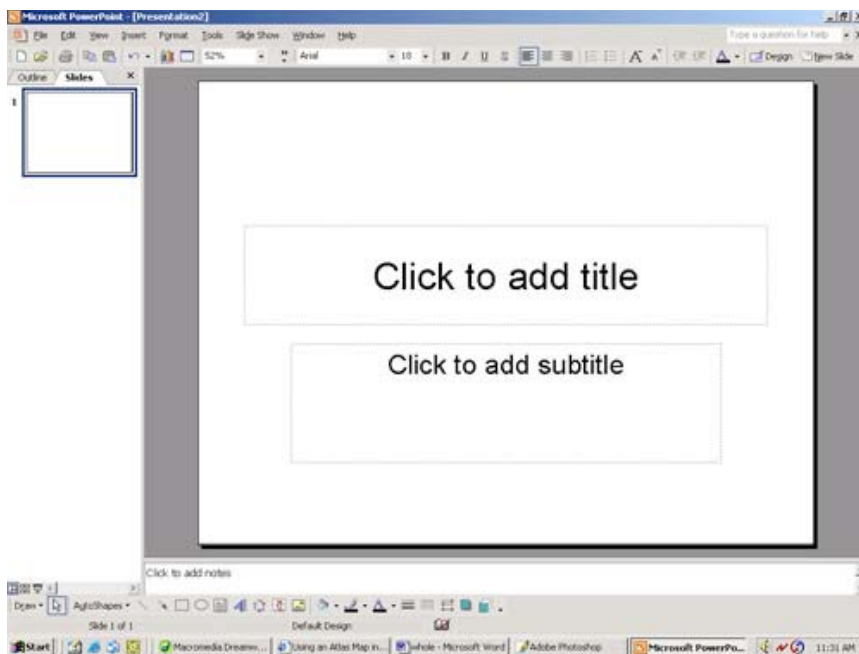 Microsoft PowerPoint - [Presentation2]
File Edit View Insert Format Tools Slide Show Window Help Type a question for help
52% Arial 18 B I U S A A A Design New Slide
Outline Slides
1
Click to add title
Click to add subtitle
Click to add notes
Draw AutoShapes A
Slide 1 of 1 Default Design
Start Macromedia Dreamw... Using an Atlas Map in... whole - Microsoft Word Adobe Photoshop Microsoft PowerPo... 11:31 AM